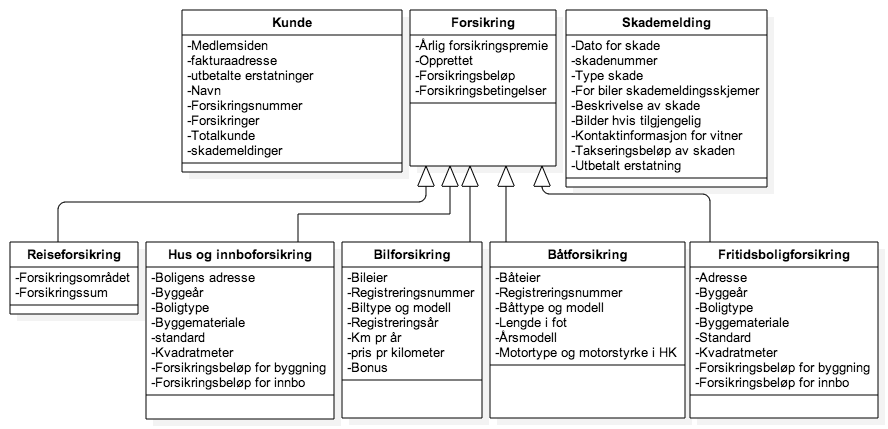 Kunde
-Medlemsiden
-fakturaadresse
-utbetalte erstatninger
-Navn
-Forsikringsnummer
-Forsikringer
-Totalkunde
-skademeldinger
Forsikring
-Årlig forsikringspremie
-Opprettet
-Forsikringsbeløp
-Forsikringsbetingelser
Skademelding
-Dato for skade
-skadenummer
-Type skade
-For biler skademeldingsskjemer
-Beskrivelse av skade
-Bilder hvis tilgjengelig
-Kontaktinformasjon for vitner
-Takseringsbeløp av skaden
-Utbetalt erstatning
Reiseforsikring
-Forsikringsområdet
-Forsikringssum
Hus og innboforsikring
-Boligens adresse
-Byggeår
-Boligtype
-Byggemateriale
-standard
-Kvadratmeter
-Forsikringsbeløp for byggning
-Forsikringsbeløp for innbo
Bilforsikring
-Bileier
-Registreringsnummer
-Biltype og modell
-Registreringsår
-Km pr år
-pris pr kilometer
-Bonus
Båtforsikring
-Båteier
-Registreringsnummer
-Båttype og modell
-Lengde i fot
-Årsmodell
-Motortype og motorstyrke i HK
Fritidsboligforsikring
-Adresse
-Byggeår
-Boligtype
-Byggemateriale
-Standard
-Kvadratmeter
-Forsikringsbeløp for byggning
-Forsikringsbeløp for innbo